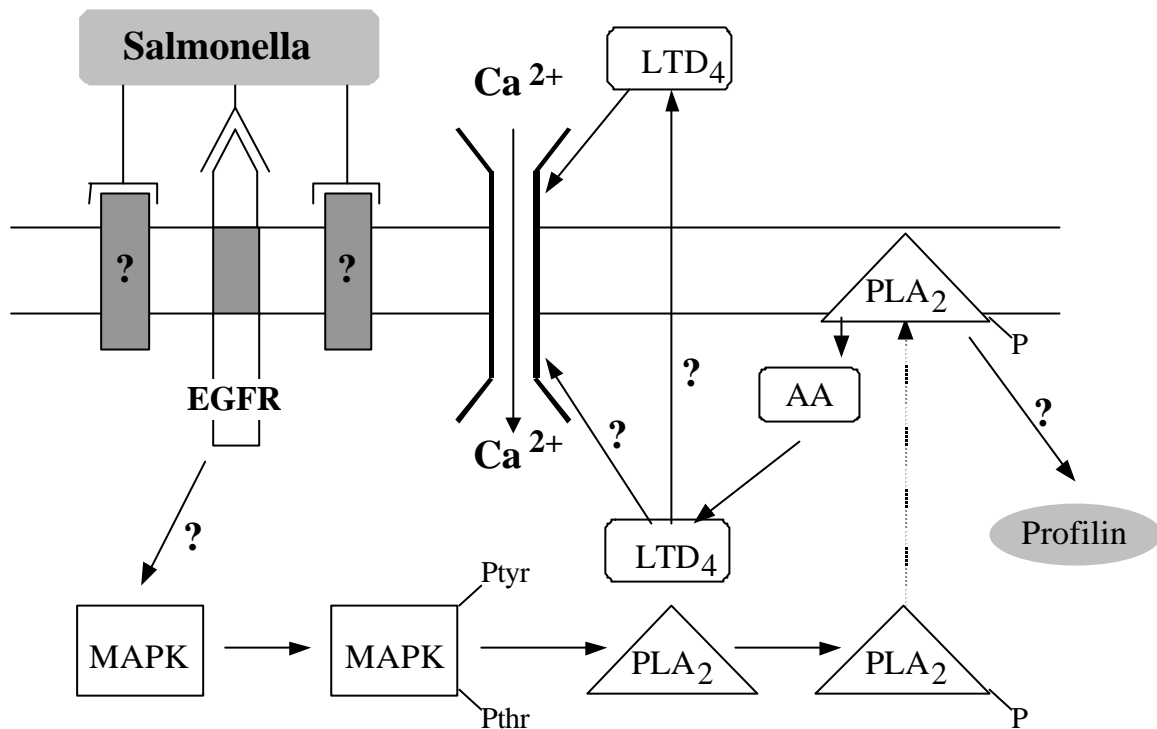 Salmonella
Ca 2+
LTD4
?
?
PLA2
P
EGFR
AA
?
?
?
Ca 2+
?
Profilin
LTD4
Ptyr
MAPK
MAPK
PLA2
PLA2
Pthr
P